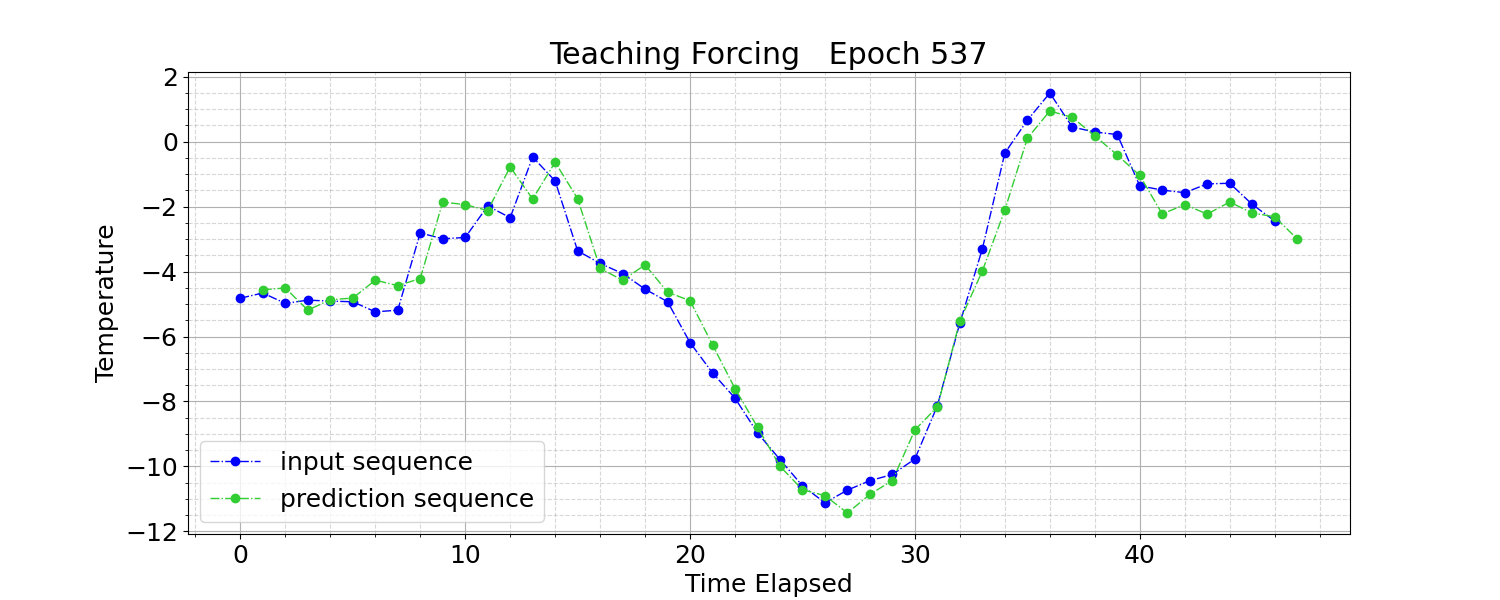 Teaching Forcing   Epoch 537
2
0
−2
−4
−6
−8
−10
−12
Temperature
input sequence
prediction sequence
0 10 20 30 40
Time Elapsed